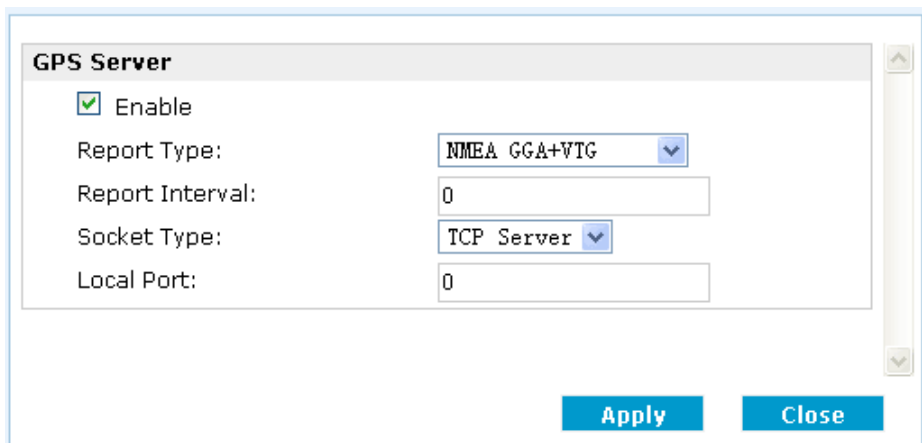 GPS Server
Enable
Report Type: NMEA GGA+VTG
Report Interval: 0
Socket Type: TCP Server
Local Port: 0
Apply Close